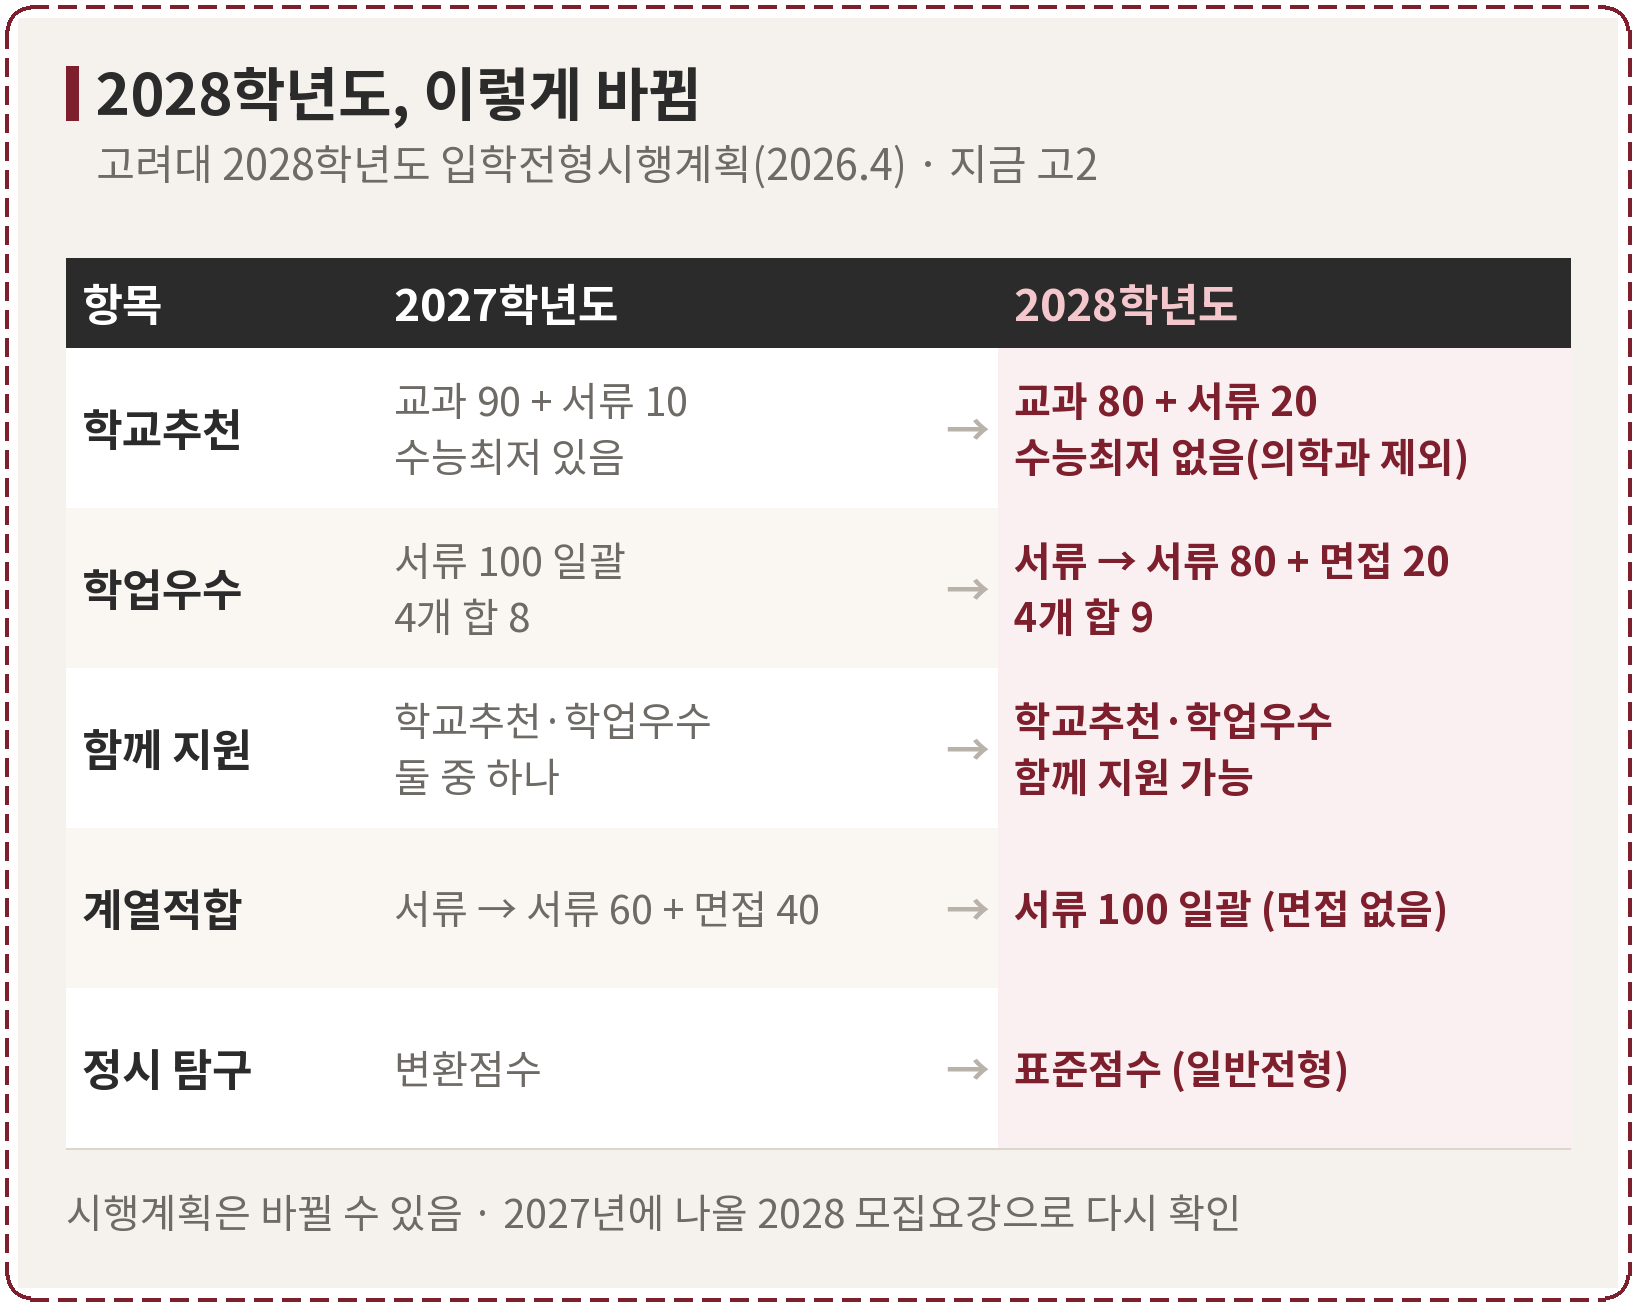 2028학년도, 이렇게 바뀜
고려대 2028학년도 입학전형시행계획(2026.4) · 지금 고2
항목 2027학년도 2028학년도
학교추천
교과 90 + 서류 10
수능최저 있음
→
교과 80 + 서류 20
수능최저 없음(의학과 제외)
학업우수
서류 100 일괄
4개 합 8
→
서류 → 서류 80 + 면접 20
4개 합 9
함께 지원
학교추천·학업우수
둘 중 하나
→
학교추천·학업우수
함께 지원 가능
계열적합
서류 → 서류 60 + 면접 40
→
서류 100 일괄 (면접 없음)
정시 탐구
변환점수
→
표준점수 (일반전형)
시행계획은 바뀔 수 있음 · 2027년에 나올 2028 모집요강으로 다시 확인